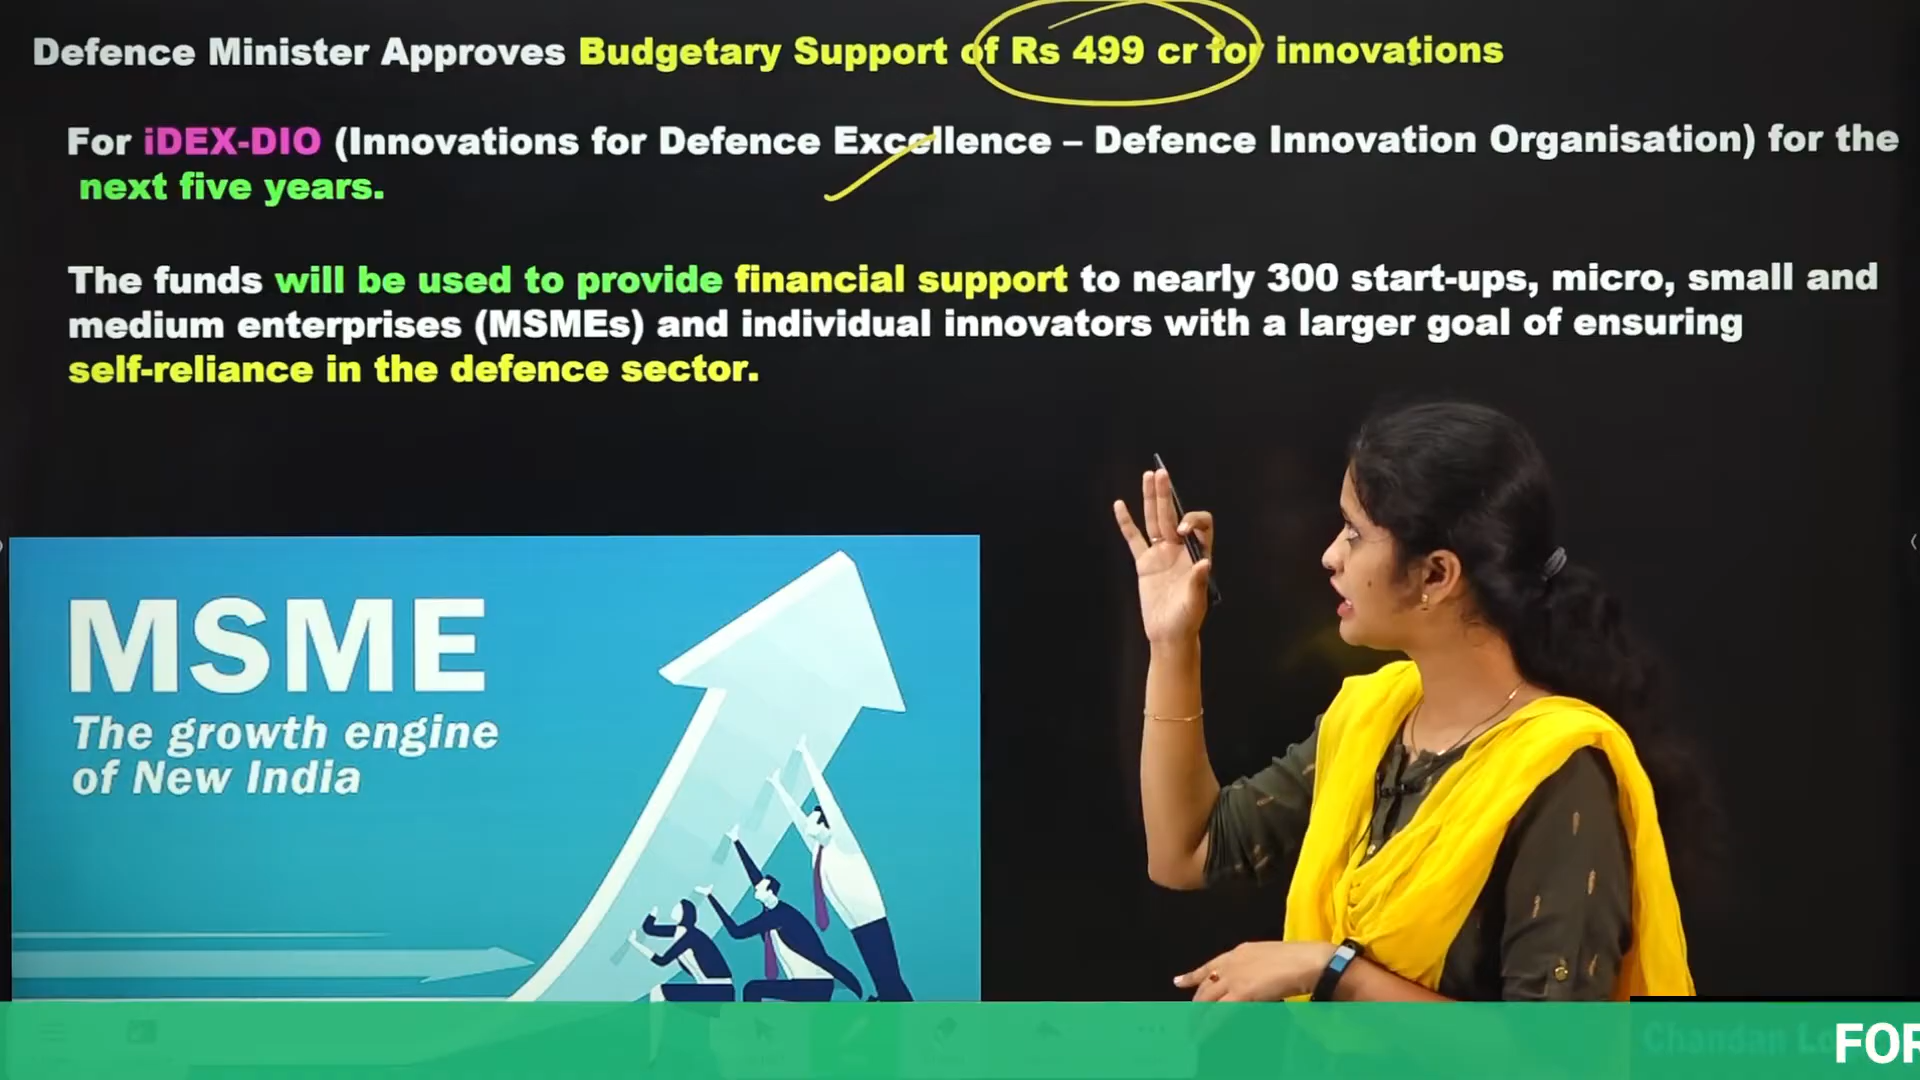 Defence Minister Approves Budgetary Support of Rs 499 cr for innovations
For iDEX-DIO (Innovations for Defence Excellence – Defence Innovation Organisation) for the
next five years.
The funds will be used to provide financial support to nearly 300 start-ups, micro, small and
medium enterprises (MSMEs) and individual innovators with a larger goal of ensuring
self-reliance in the defence sector.
MSME
The growth engine
of New India
Chandan
FOR